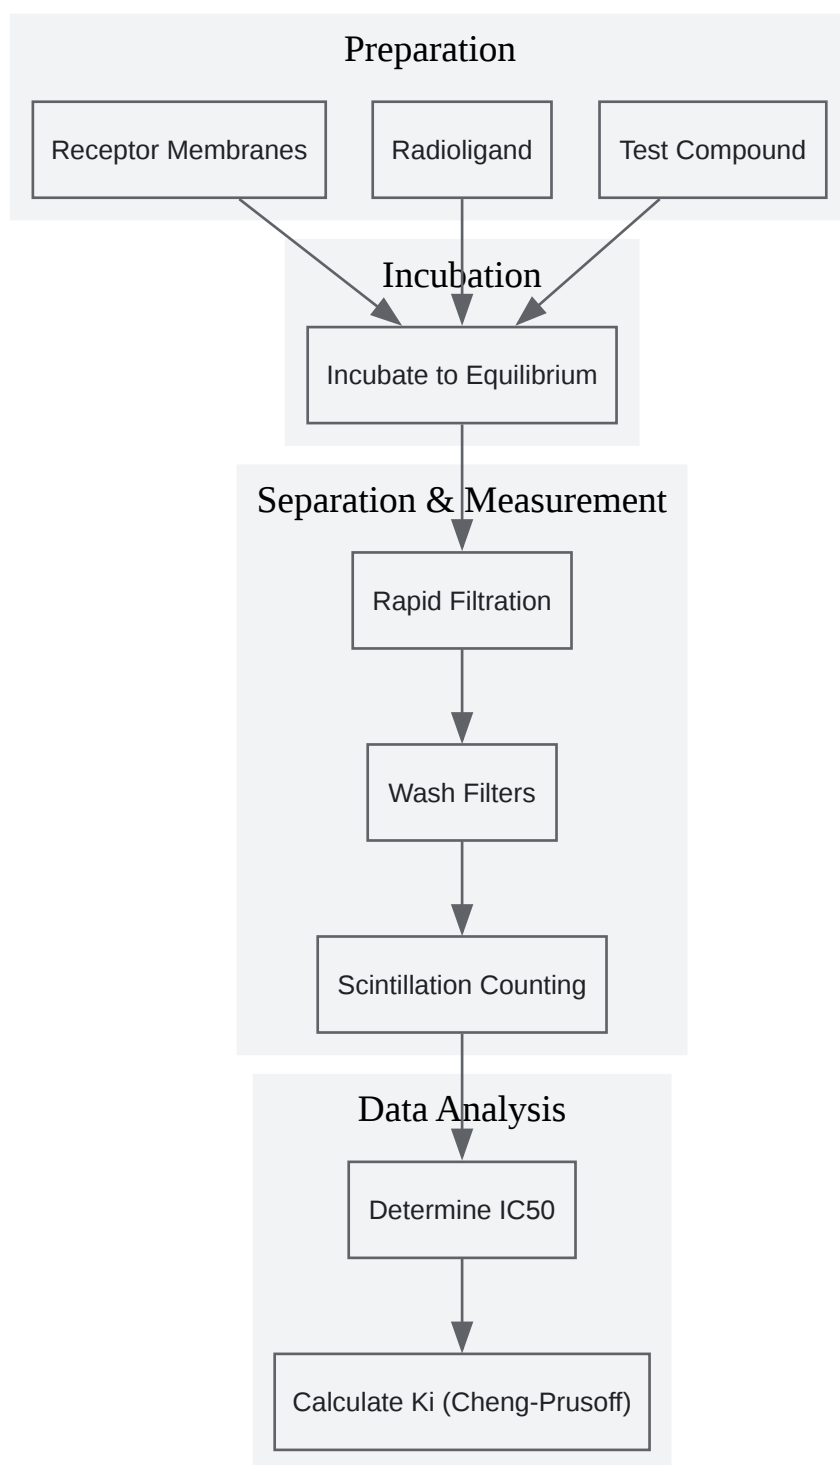 Preparation
Receptor Membranes
Radioligand
Test Compound
Incubation
Incubate to Equilibrium
Separation & Measurement
Rapid Filtration
Wash Filters
Scintillation Counting
Data Analysis
Determine IC50
Calculate Ki (Cheng-Prusoff)